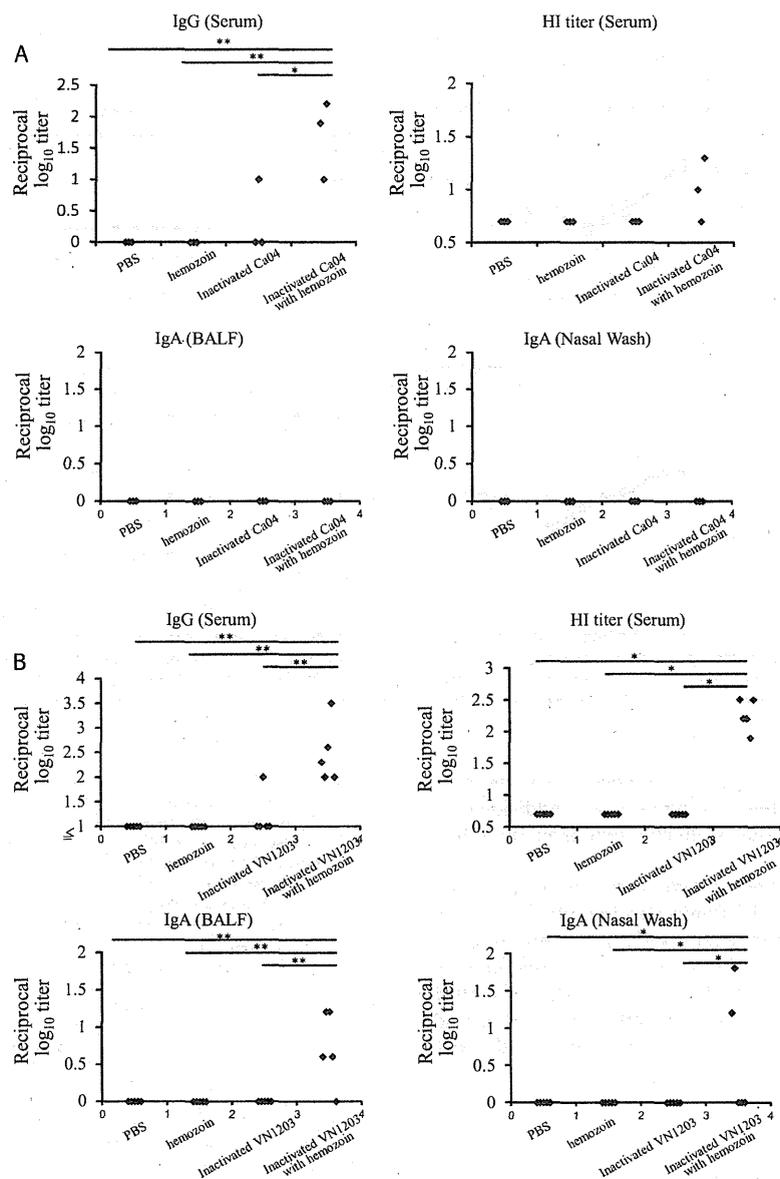 A
IgG (Serum)
**
**
*
Reciprocal
log10 titer
2.5
2
1.5
1
0.5
0
PBS
hemozoin
Inactivated Ca04
Inactivated Ca04
with hemozoin
HI titer (Serum)
Reciprocal
log10 titer
2
1.5
1
0.5
PBS
hemozoin
Inactivated Ca04
Inactivated Ca04
with hemozoin
IgA (BALF)
Reciprocal
log10 titer
2
1.5
1
0.5
0
0 1 2 3 4
PBS
hemozoin
Inactivated Ca04
Inactivated Ca04
with hemozoin
IgA (Nasal Wash)
Reciprocal
log10 titer
2
1.5
1
0.5
0
0 1 2 3 4
PBS
hemozoin
Inactivated Ca04
Inactivated Ca04
with hemozoin
B
IgG (Serum)
**
**
**
Reciprocal
log10 titer
4
3.5
3
2.5
2
1.5
≦1
0 1 2 3 4
PBS
hemozoin
Inactivated VN1203
Inactivated VN1203
with hemozoin
HI titer (Serum)
*
*
*
Reciprocal
log10 titer
3
2.5
2
1.5
1
0.5
0 1 2 3 4
PBS
hemozoin
Inactivated VN1203
Inactivated VN1203
with hemozoin
IgA (BALF)
**
**
**
Reciprocal
log10 titer
2
1.5
1
0.5
0
0 1 2 3 4
PBS
hemozoin
Inactivated VN1203
Inactivated VN1203
with hemozoin
IgA (Nasal Wash)
*
*
*
Reciprocal
log10 titer
2
1.5
1
0.5
0
0 1 2 3 4
PBS
hemozoin
Inactivated VN1203
Inactivated VN1203
with hemozoin